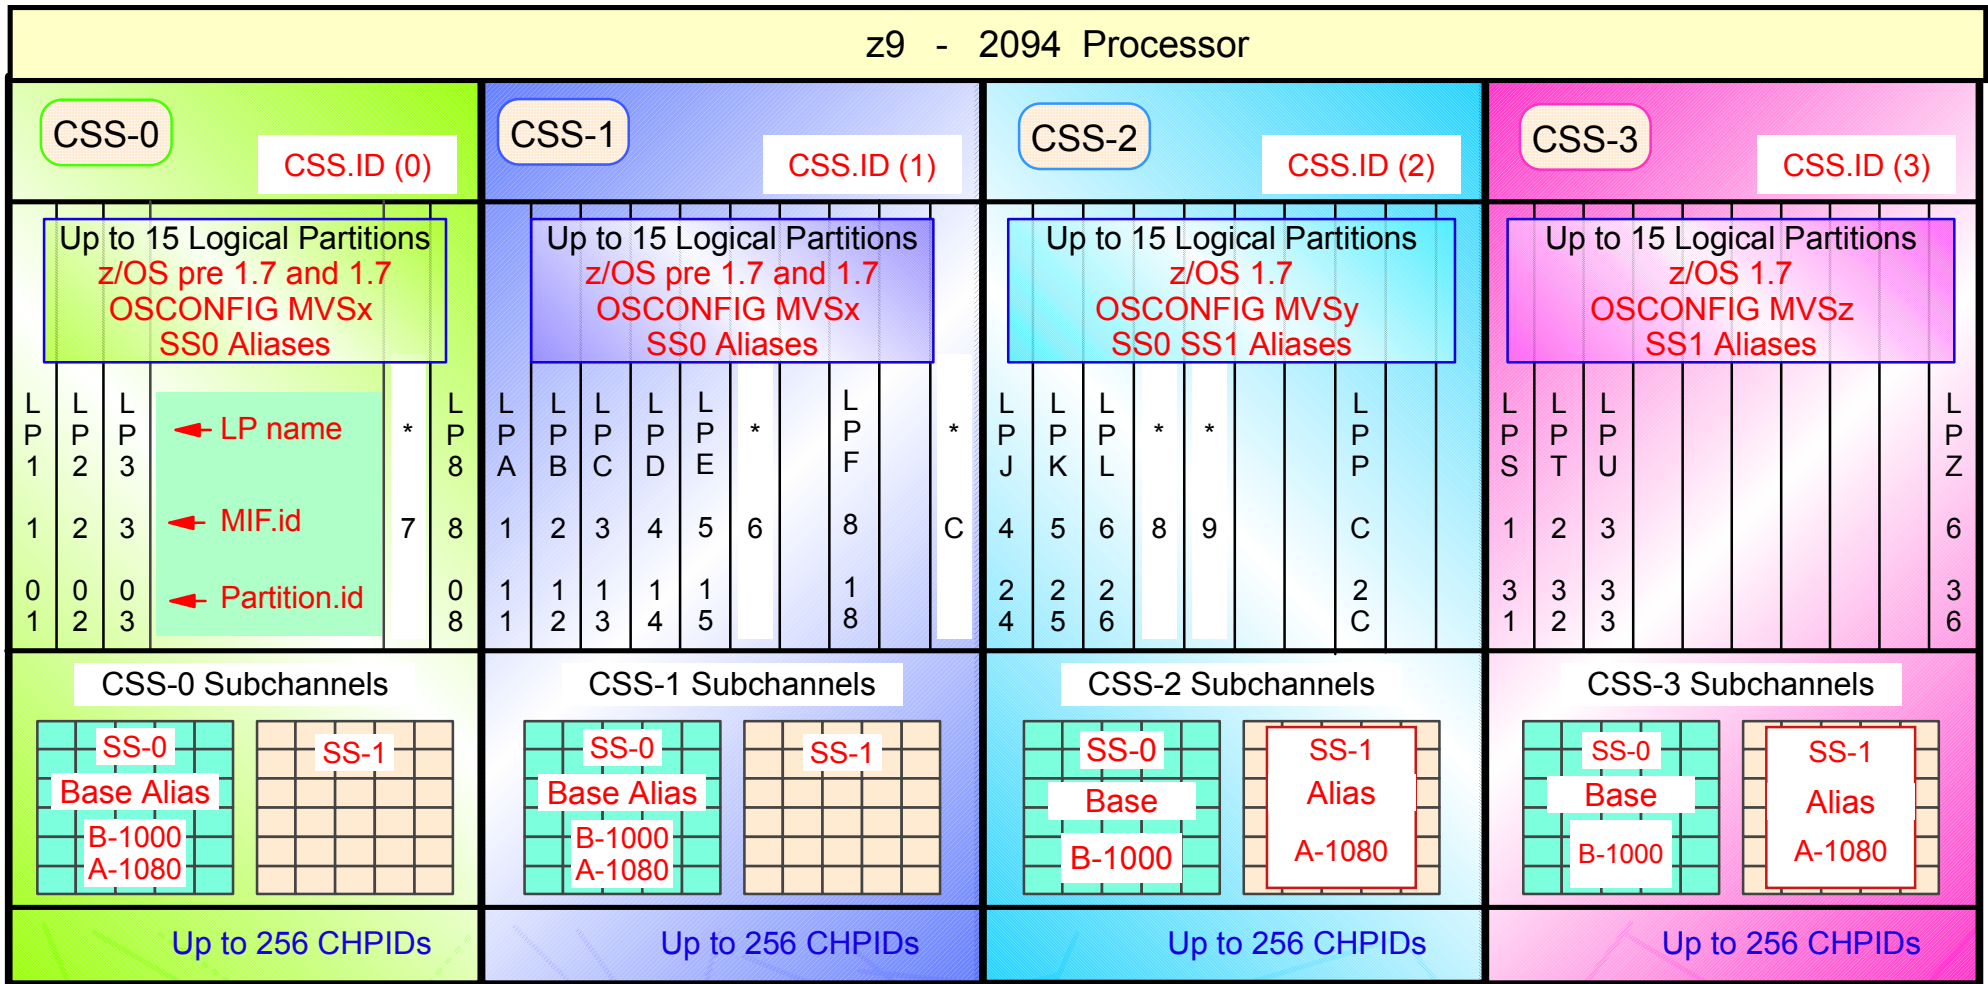 z9 - 2094 Processor
CSS-0
CSS.ID (0)
Up to 15 Logical Partitions
z/OS pre 1.7 and 1.7
OSCONFIG MVSx
SS0 Aliases
LP1 LP2 LP3 LP name * LP8
1 2 3 MIF.id 7 8
01 02 03 Partition.id 08
CSS-0 Subchannels
SS-0
Base Alias
B-1000
A-1080
SS-1
Up to 256 CHPIDs
CSS-1
CSS.ID (1)
Up to 15 Logical Partitions
z/OS pre 1.7 and 1.7
OSCONFIG MVSx
SS0 Aliases
LPA LPB LPC LPD LPE * LPF *
1 2 3 4 5 6 8 C
11 12 13 14 15 18
CSS-1 Subchannels
SS-0
Base Alias
B-1000
A-1080
SS-1
Up to 256 CHPIDs
CSS-2
CSS.ID (2)
Up to 15 Logical Partitions
z/OS 1.7
OSCONFIG MVSy
SS0 SS1 Aliases
LPJ LPK LPL * * LPP
4 5 6 8 9 C
24 25 26 2C
CSS-2 Subchannels
SS-0
Base
B-1000
SS-1
Alias
A-1080
Up to 256 CHPIDs
CSS-3
CSS.ID (3)
Up to 15 Logical Partitions
z/OS 1.7
OSCONFIG MVSz
SS1 Aliases
LPS LPT LPU LPZ
1 2 3 6
31 32 33 36
CSS-3 Subchannels
SS-0
Base
B-1000
SS-1
Alias
A-1080
Up to 256 CHPIDs